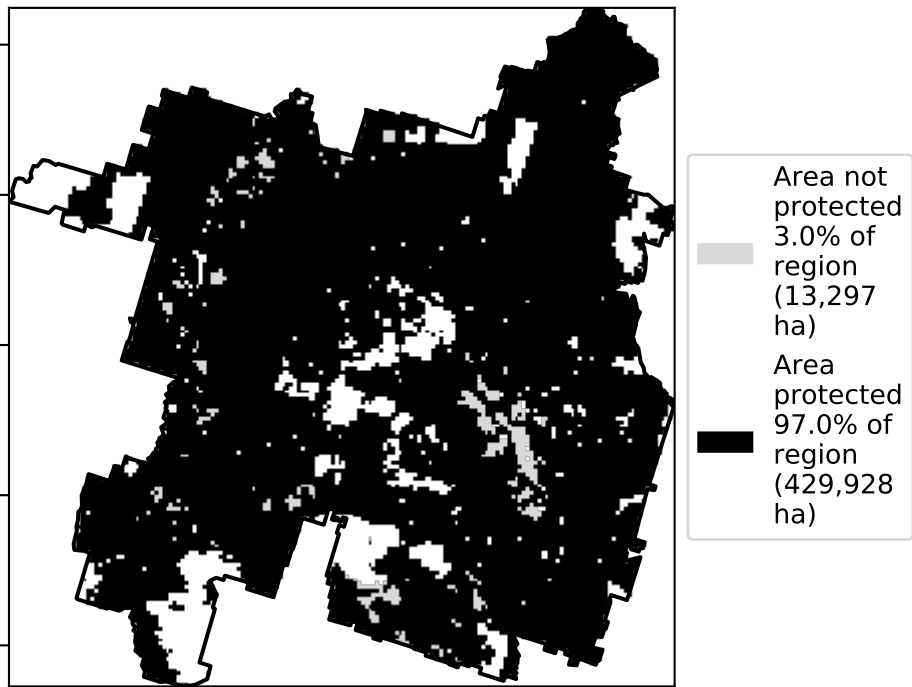 Area not
protected
3.0% of
region
(13,297
ha)
Area
protected
97.0% of
region
(429,928
ha)